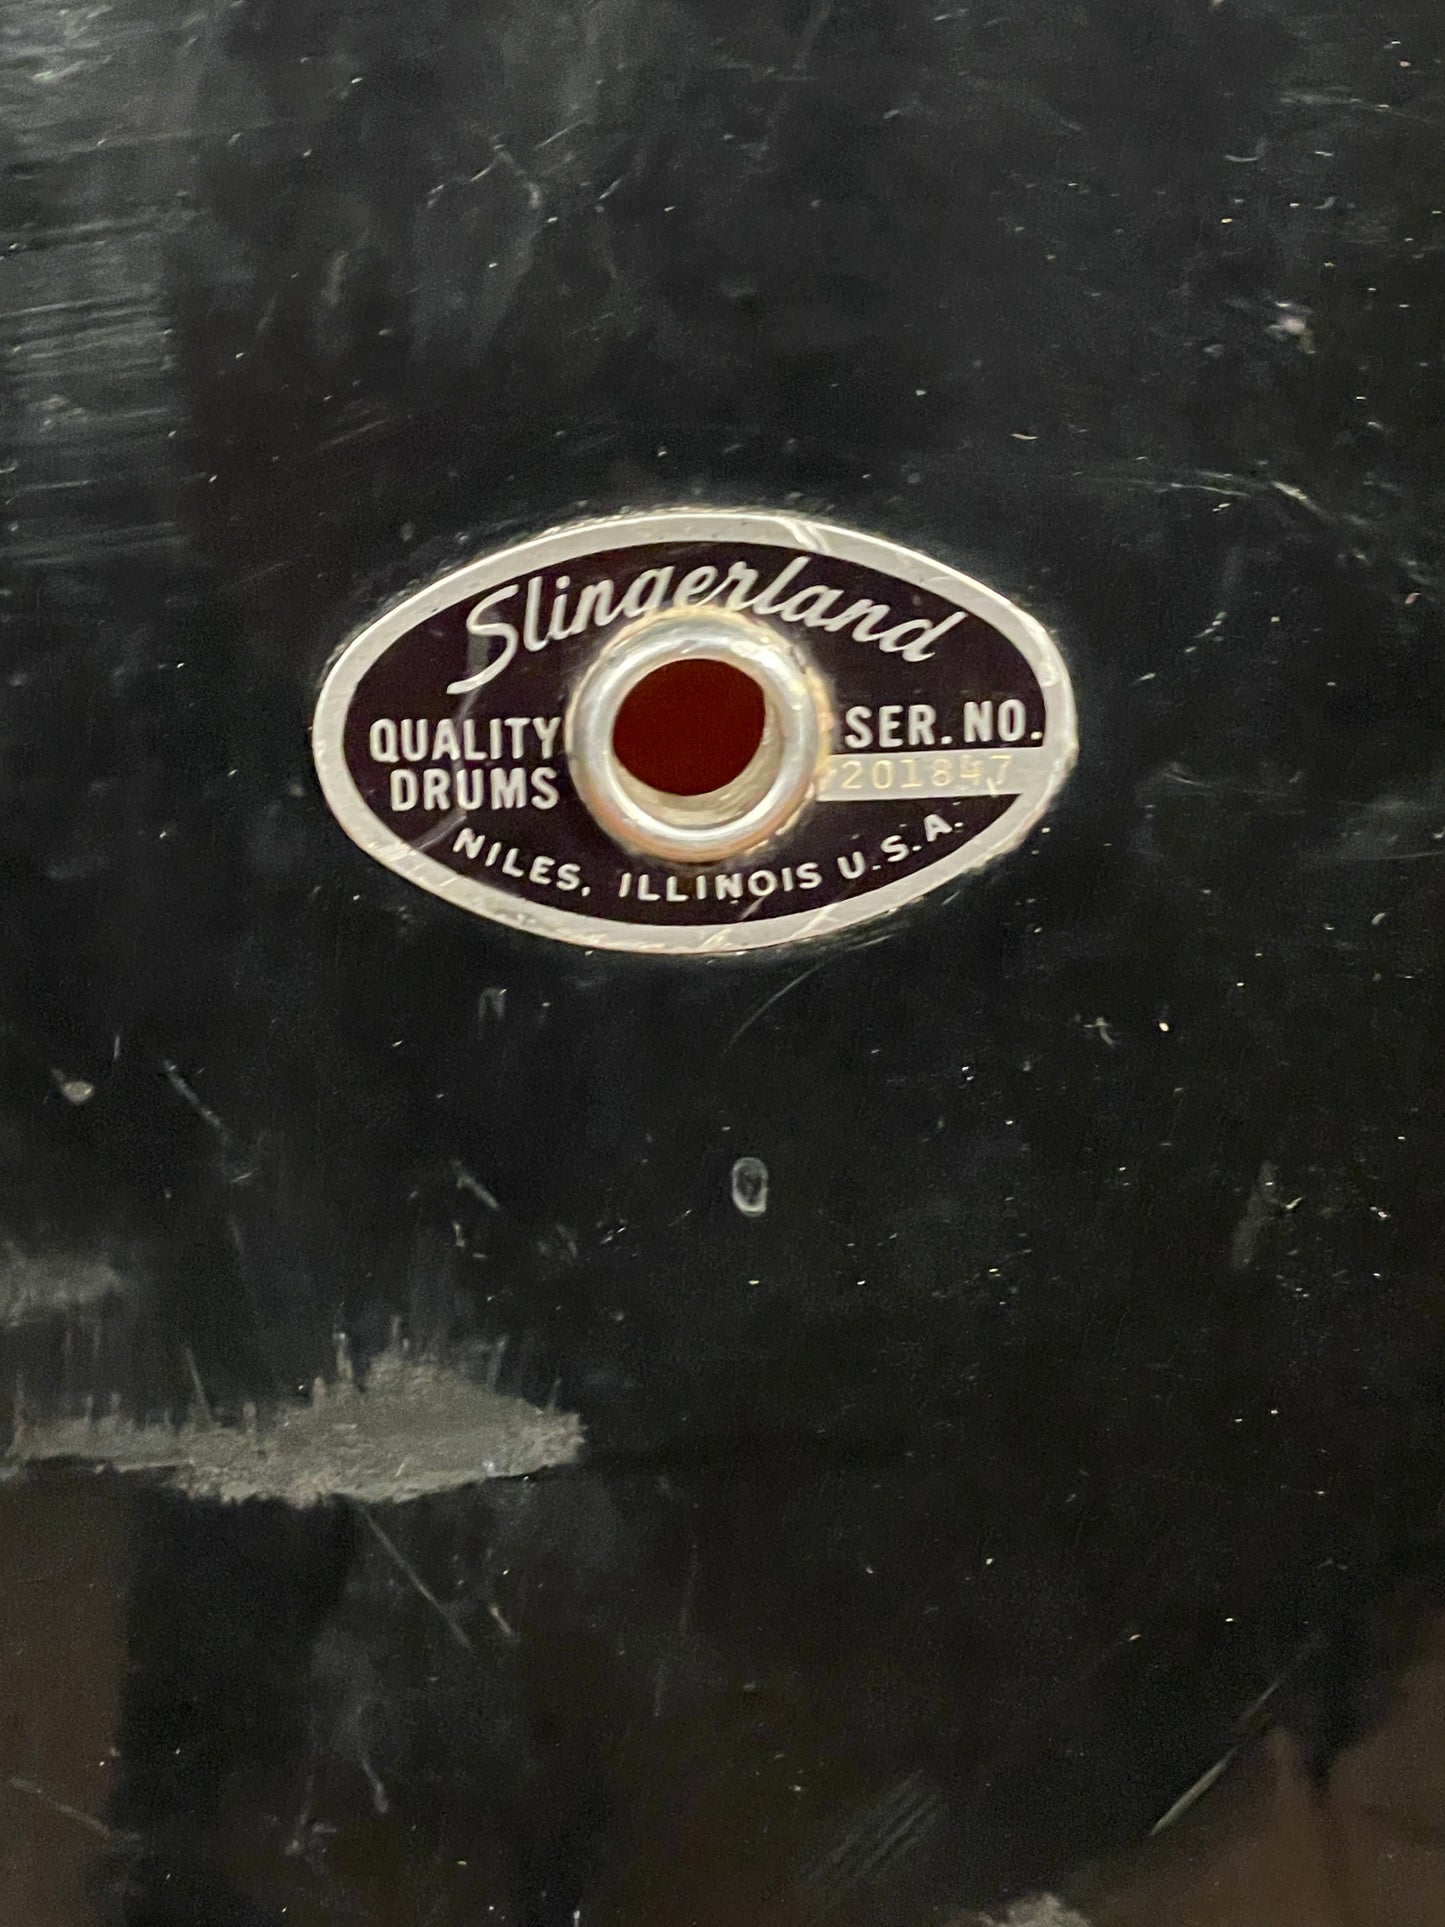 Slingerland
QUALITY
DRUMS
SER. NO.
201847
NILES, ILLINOIS U.S.A.